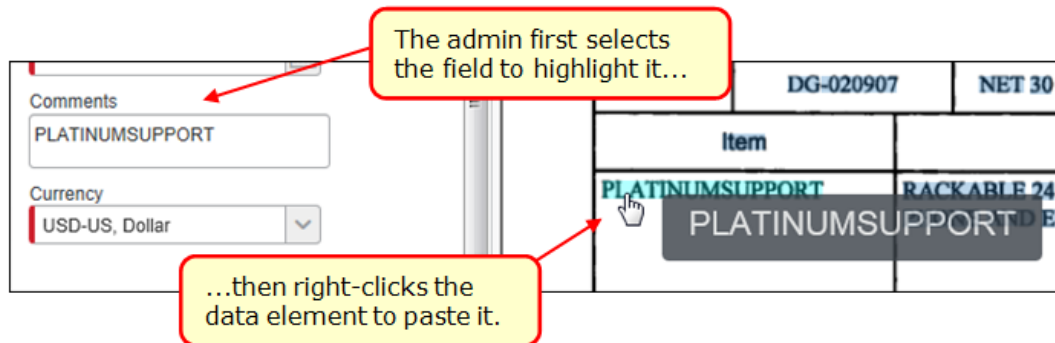 The admin first selects
the field to highlight it...
Comments
PLATINUMSUPPORT
Currency
USD-US, Dollar
DG-020907
NET 30
Item
PLATINUMSUPPORT
RACKABLE 24
PLATINUMSUPPORT
...then right-clicks the
data element to paste it.